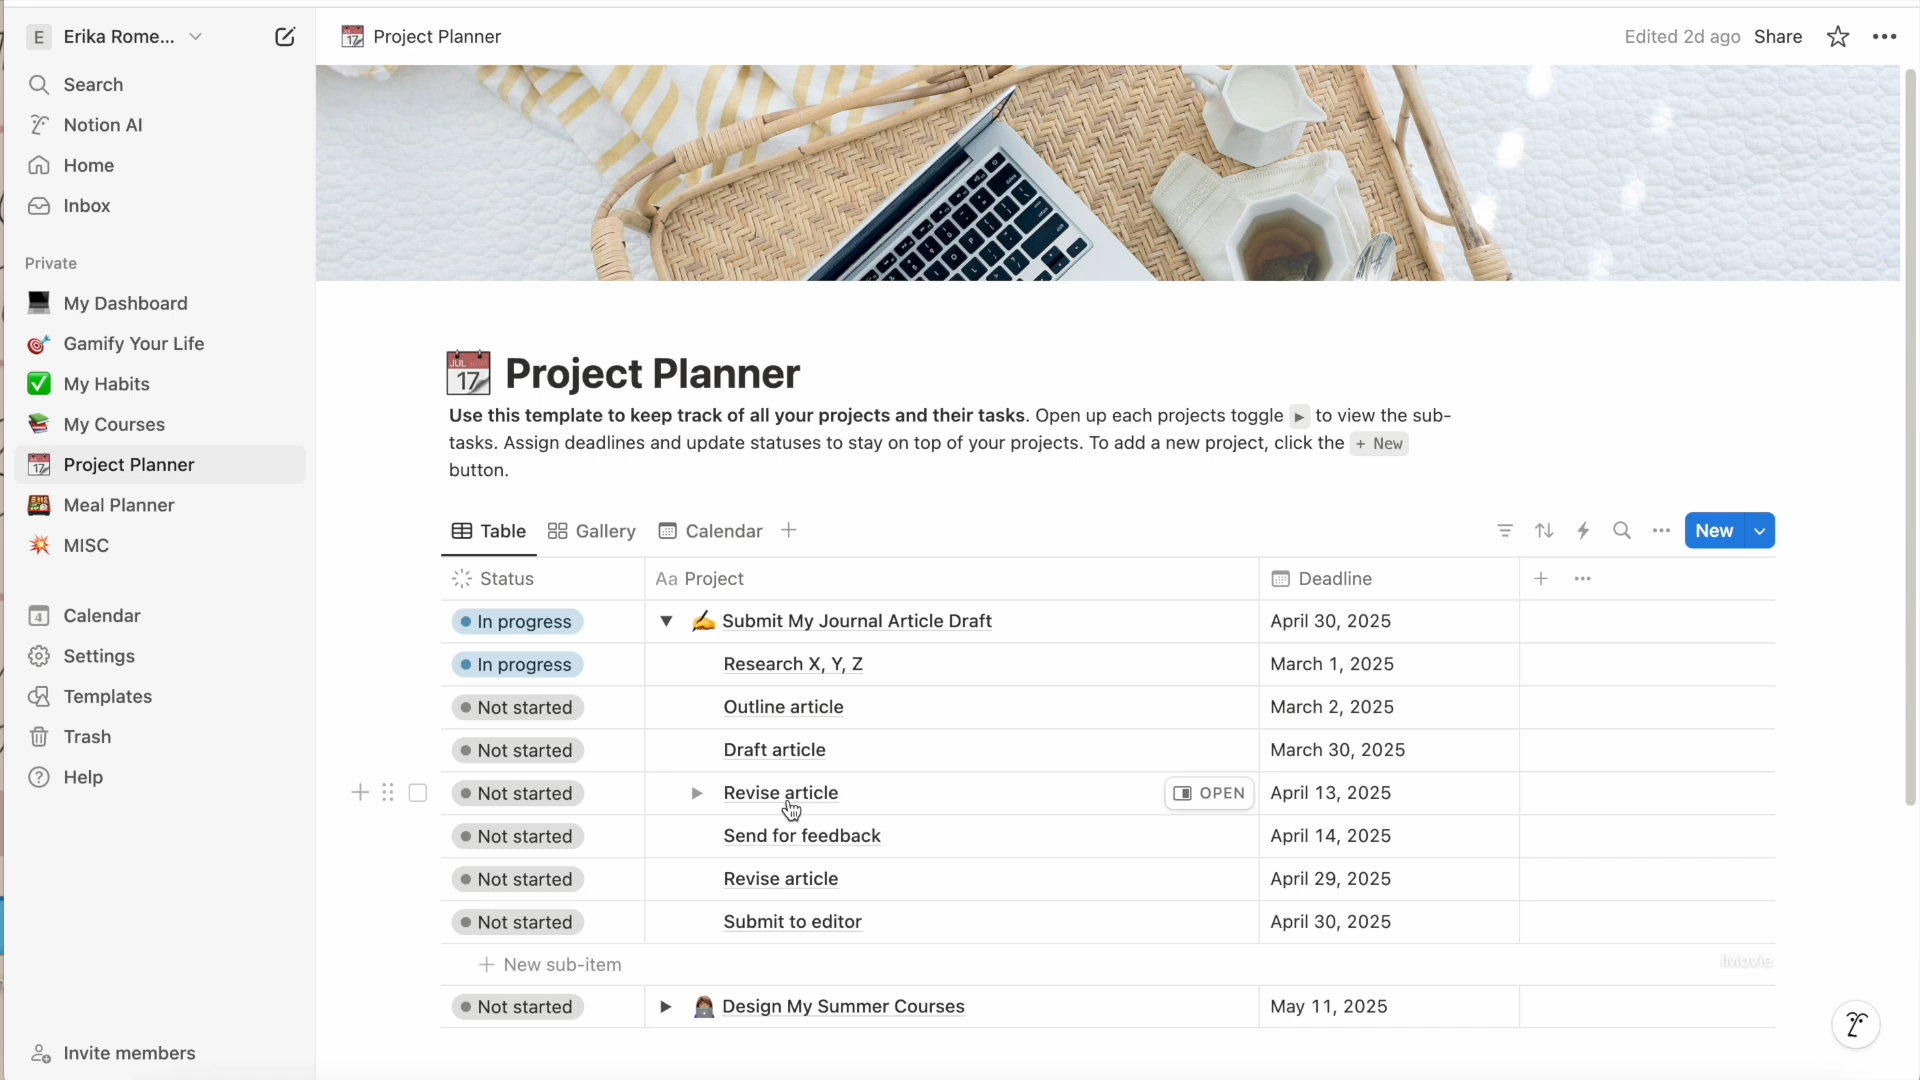 E Erika Rome...
Search
Notion AI
Home
Inbox
Private
My Dashboard
Gamify Your Life
My Habits
My Courses
Project Planner
Meal Planner
MISC
Calendar
Settings
Templates
Trash
Help
Invite members
Project Planner
Edited 2d ago Share
JUL 17 Project Planner
Use this template to keep track of all your projects and their tasks. Open up each projects toggle ▶ to view the sub-
tasks. Assign deadlines and update statuses to stay on top of your projects. To add a new project, click the + New
button.
Table Gallery Calendar + New
Status Aa Project Deadline + ...
In progress Submit My Journal Article Draft April 30, 2025
In progress Research X, Y, Z March 1, 2025
Not started Outline article March 2, 2025
Not started Draft article March 30, 2025
Not started Revise article OPEN April 13, 2025
Not started Send for feedback April 14, 2025
Not started Revise article April 29, 2025
Not started Submit to editor April 30, 2025
+ New sub-item
iMovie
Not started Design My Summer Courses May 11, 2025